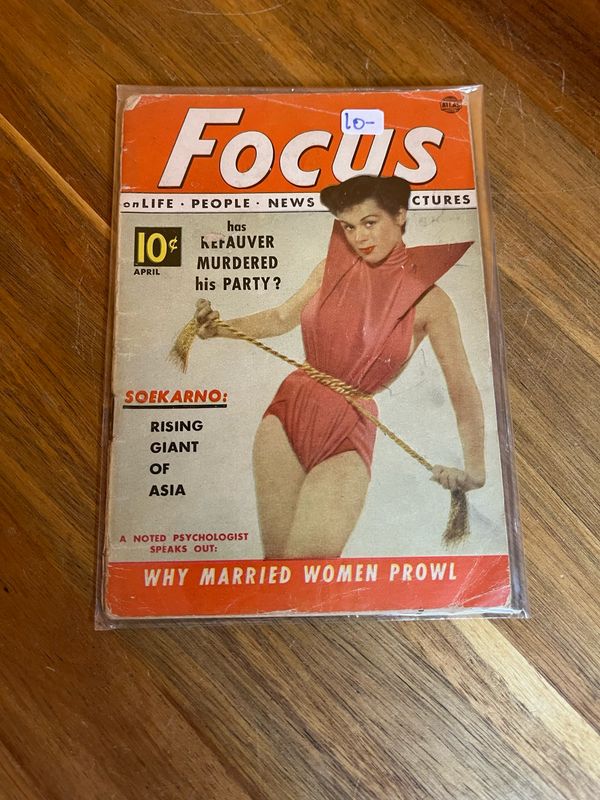 ATLAS
FOCUS
10-
on LIFE · PEOPLE · NEWS CTURES
10¢
APRIL
has
KEFAUVER
MURDERED
his PARTY?
SOEKARNO:
RISING
GIANT
OF
ASIA
A NOTED PSYCHOLOGIST
SPEAKS OUT:
WHY MARRIED WOMEN PROWL